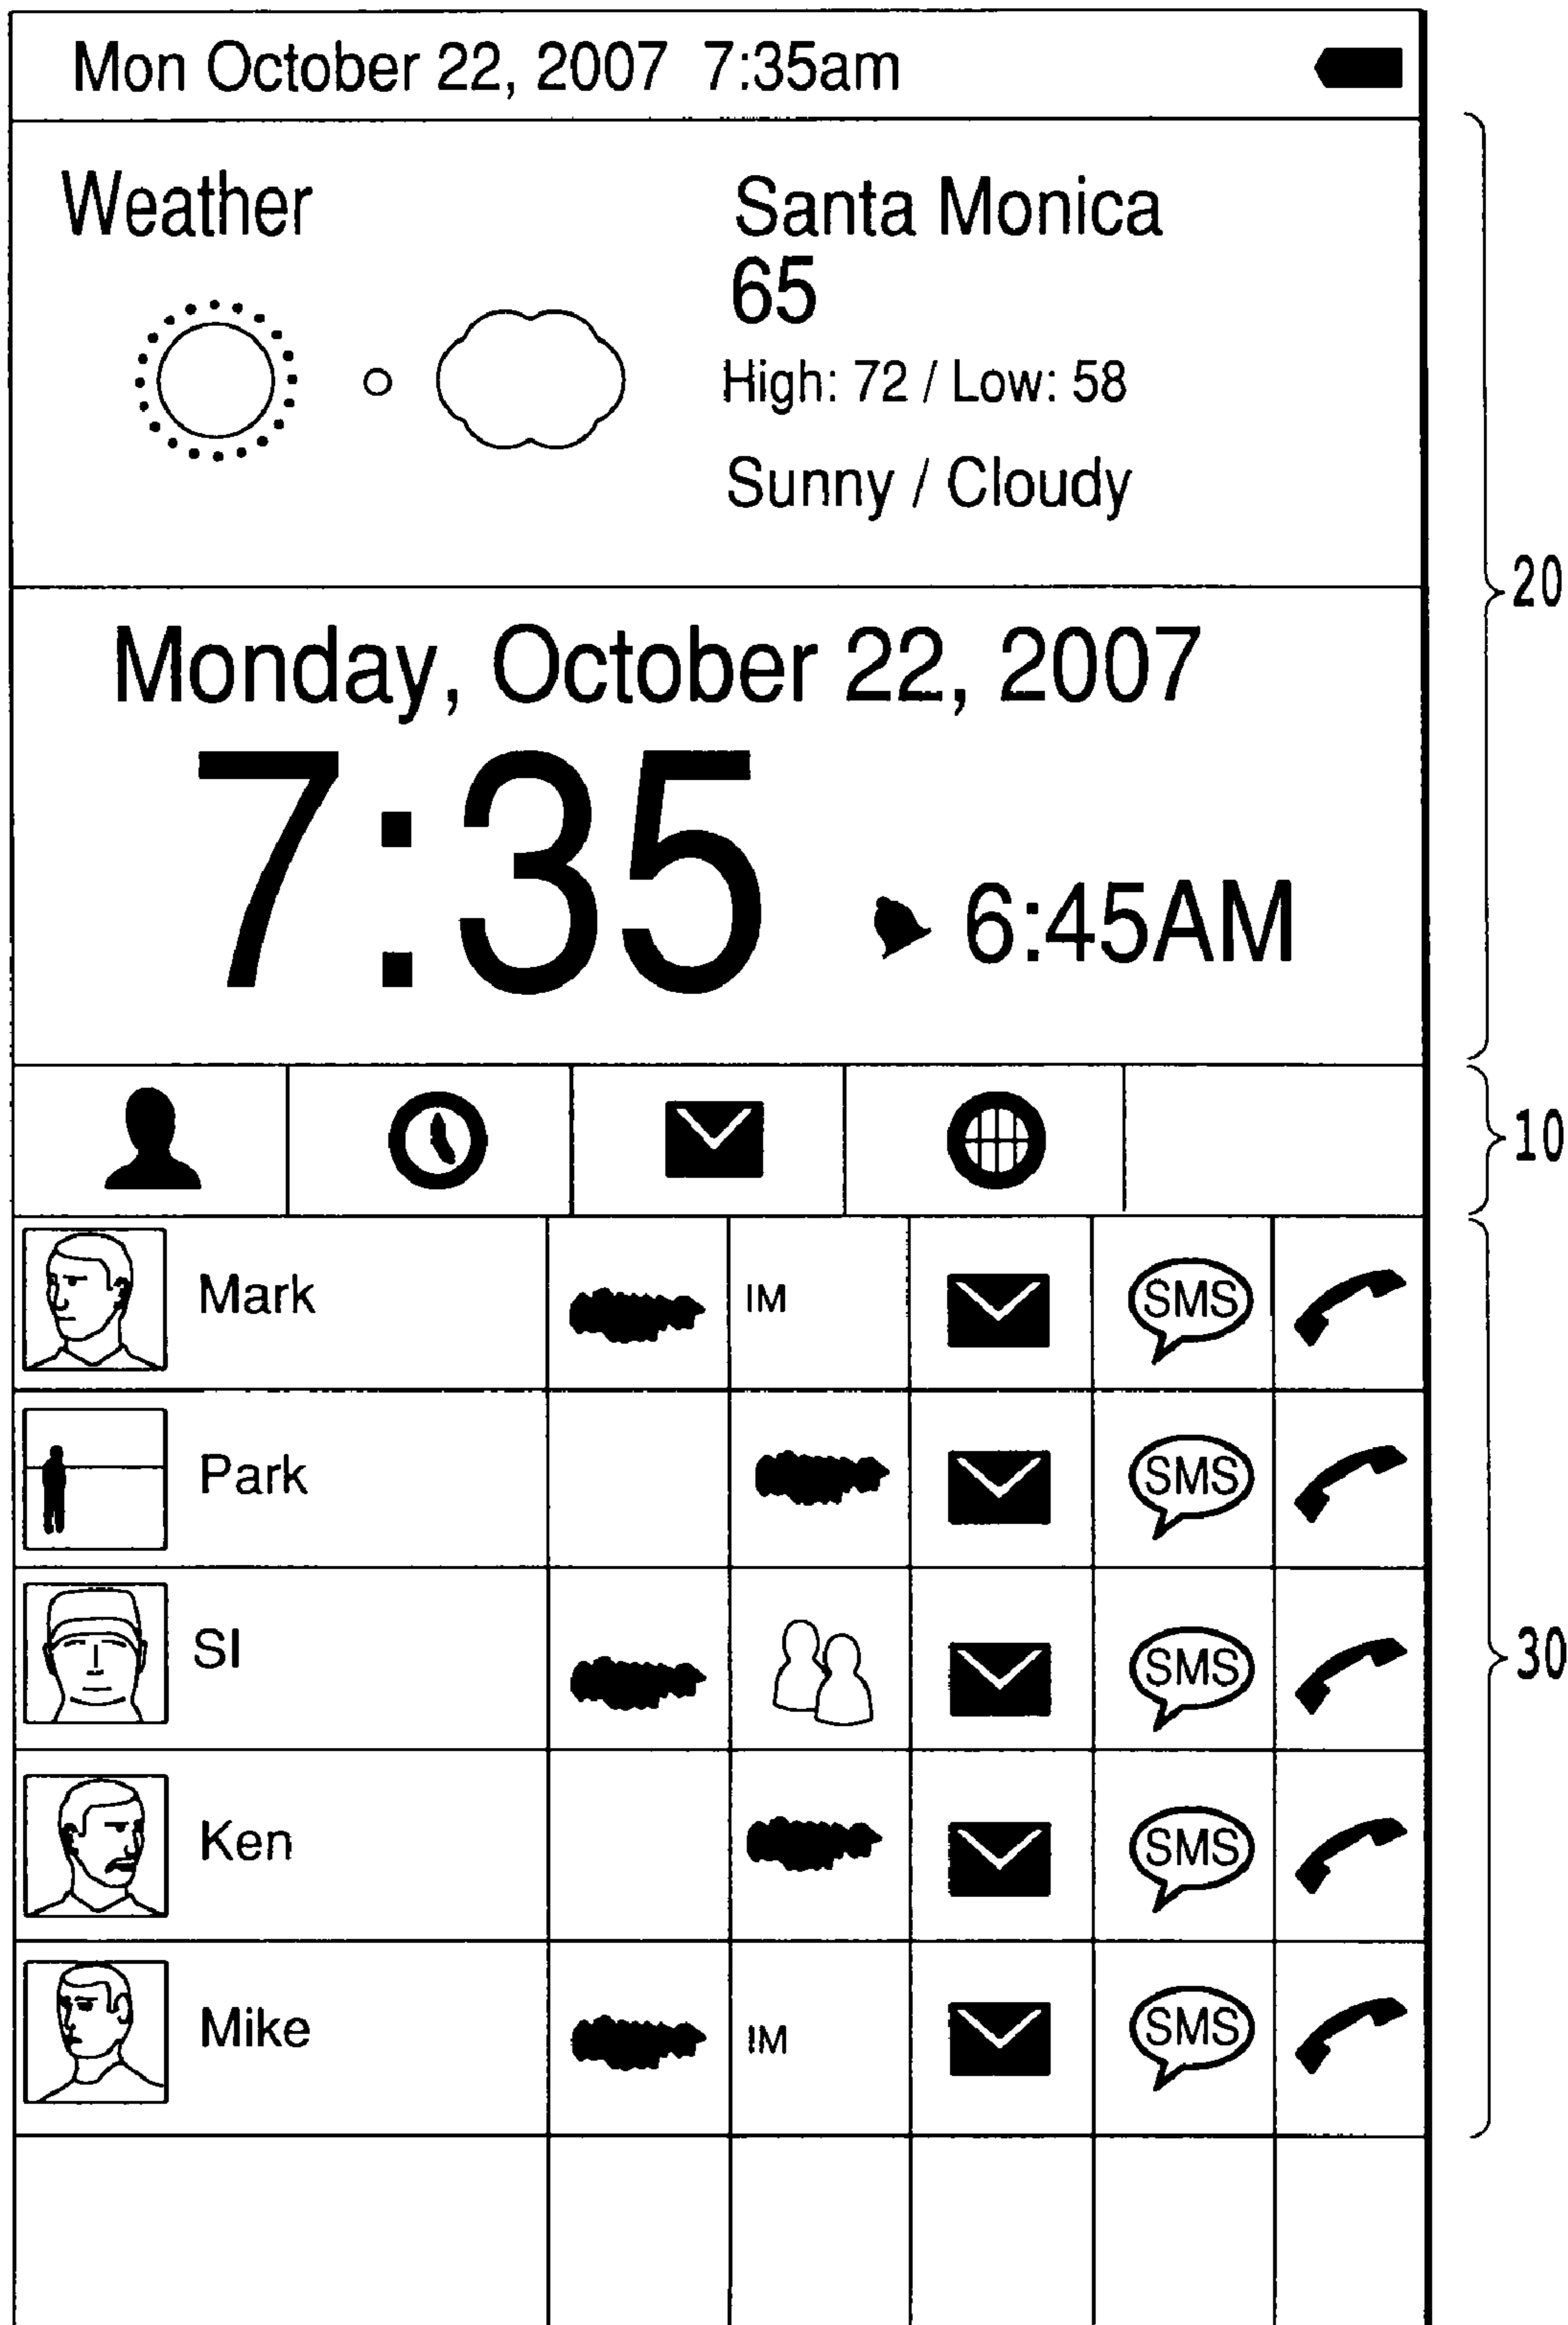 Mon October 22, 2007 7:35am
Weather
Santa Monica
65
High: 72 / Low: 58
Sunny / Cloudy
20
Monday, October 22, 2007
7:35
6:45AM
10
Mark IM SMS
Park SMS
SI SMS
30
Ken SMS
Mike IM SMS